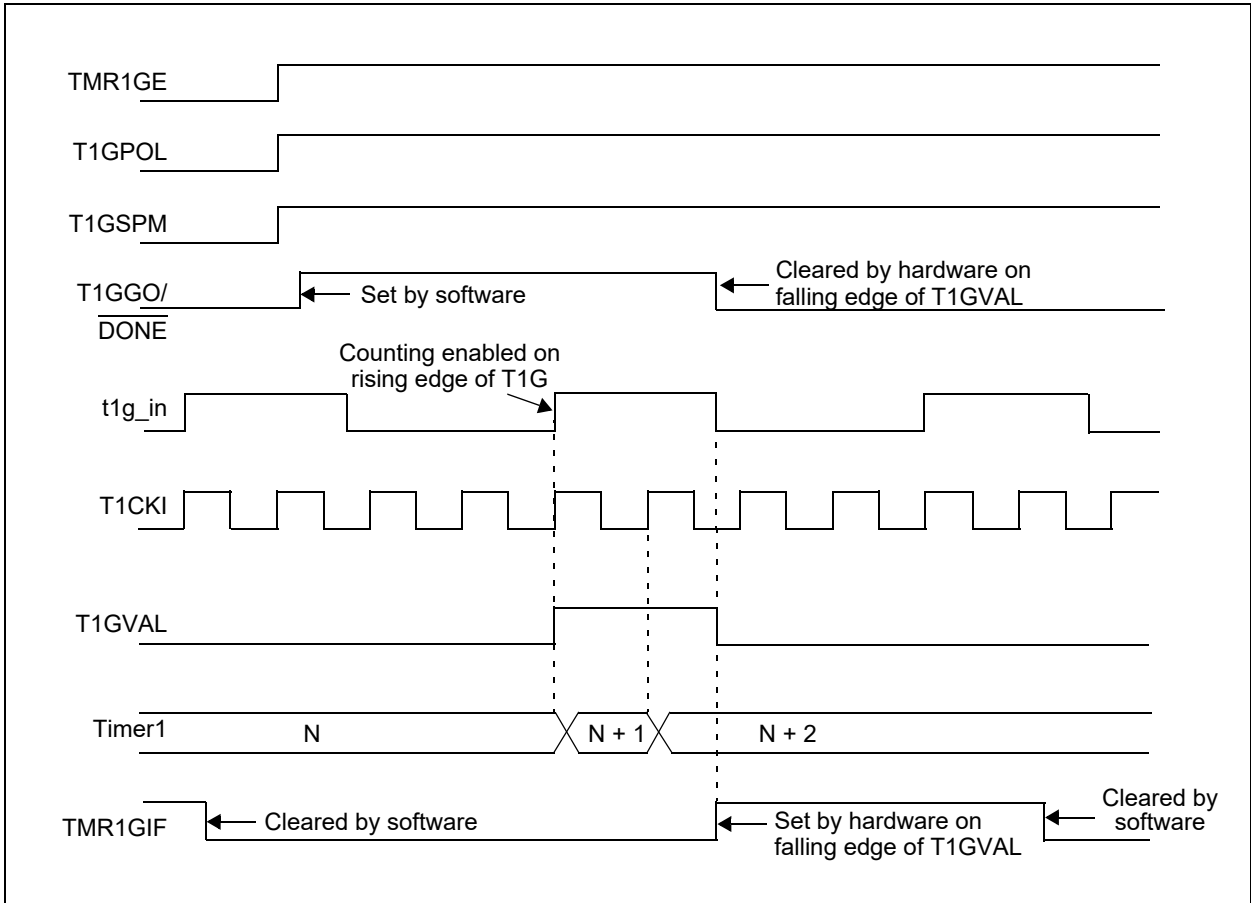 TMR1GE
T1GPOL
T1GSPM
T1GGO/
DONE
Set by software
Cleared by hardware on
falling edge of T1GVAL
Counting enabled on
rising edge of T1G
t1g_in
T1CKI
T1GVAL
Timer1
N
N + 1
N + 2
TMR1GIF
Cleared by software
Set by hardware on
falling edge of T1GVAL
Cleared by
software